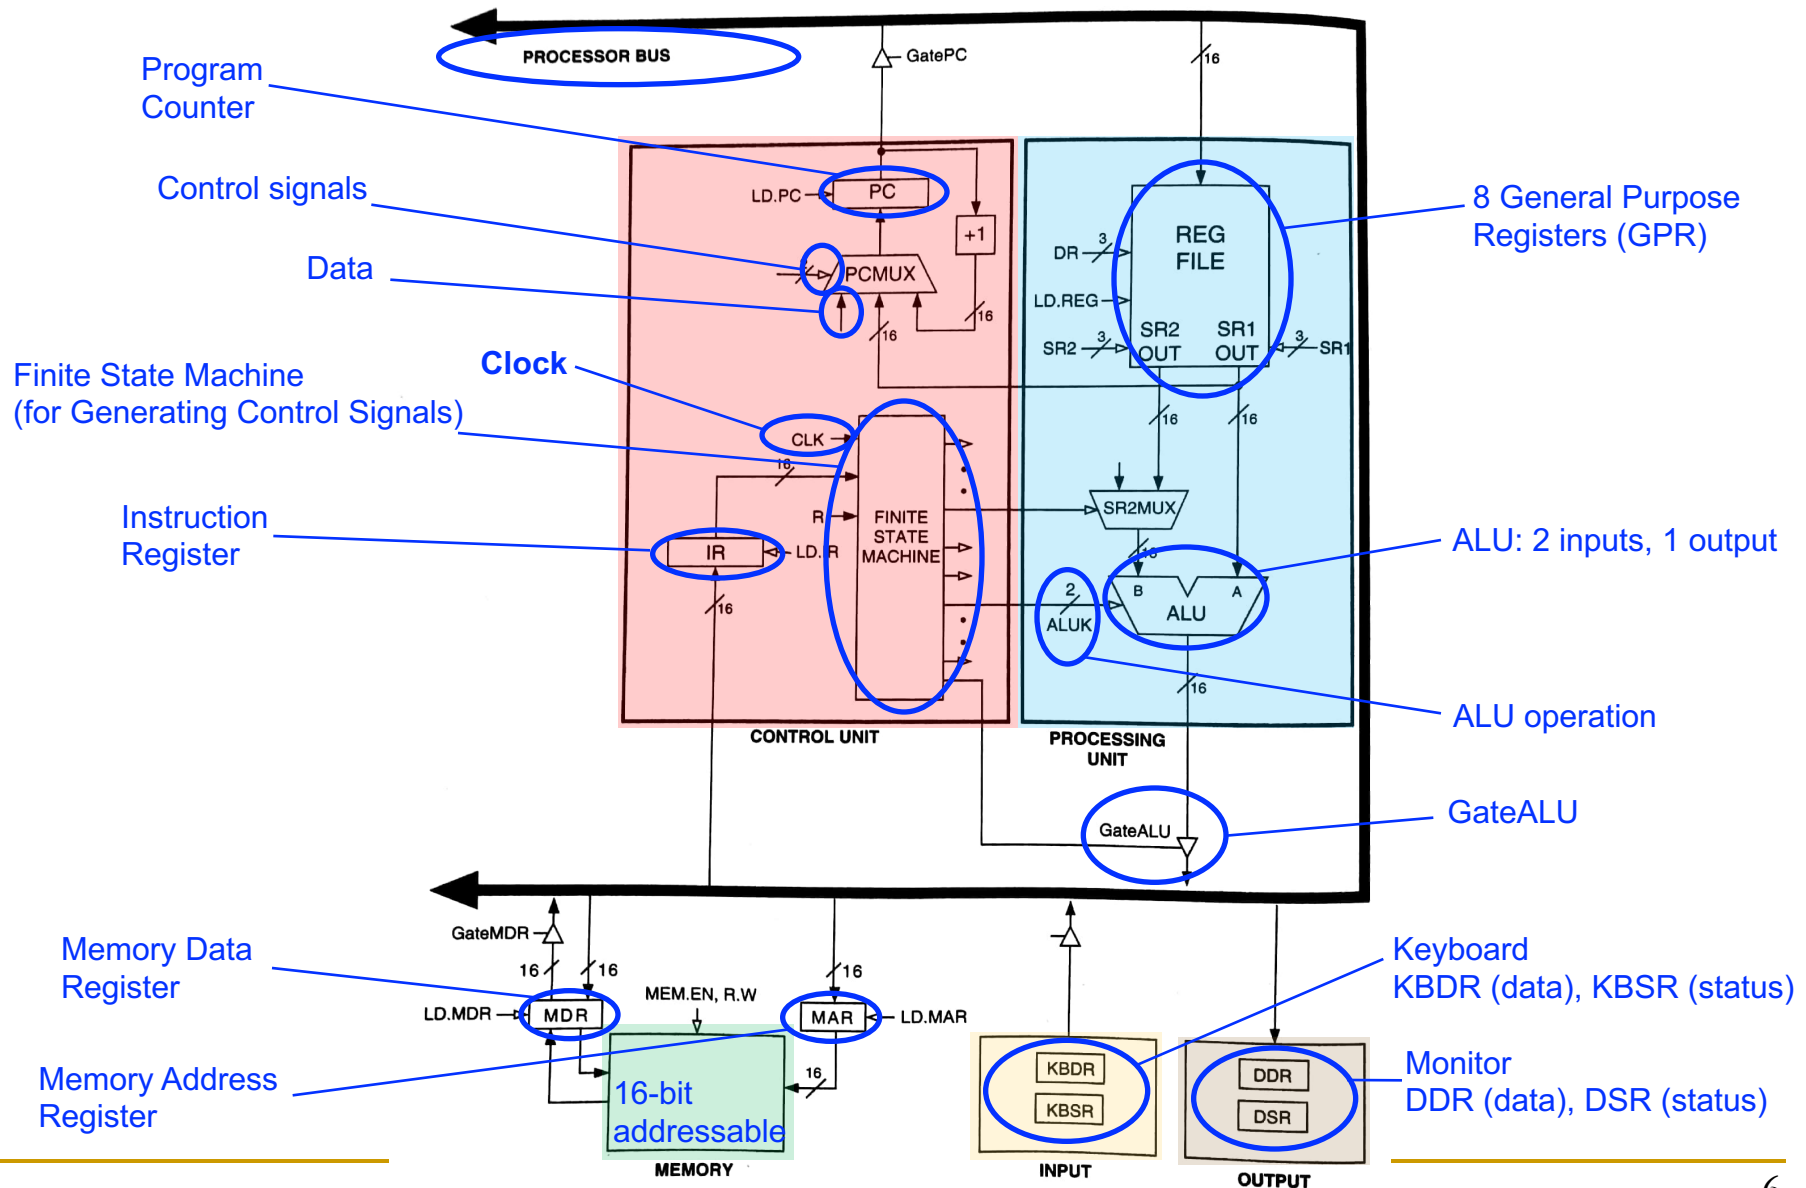 PROCESSOR BUS
GatePC
16
Program
Counter
Control signals
LD.PC
PC
+1
Data
PCMUX
16
16
8 General Purpose
Registers (GPR)
REG
FILE
DR
3
LD.REG
SR2
3
SR2
OUT
SR1
OUT
3
SR1
16
16
Finite State Machine
(for Generating Control Signals)
Clock
CLK
16
R
FINITE
STATE
MACHINE
Instruction
Register
IR
LD.IR
16
SR2MUX
16
ALU: 2 inputs, 1 output
B
A
ALU
2
ALUK
16
ALU operation
CONTROL UNIT
PROCESSING
UNIT
GateALU
GateALU
GateMDR
16
16
16
Memory Data
Register
LD.MDR
MDR
MEM.EN, R.W
MAR
LD.MAR
Keyboard
KBDR (data), KBSR (status)
Memory Address
Register
16-bit
addressable
16
KBDR
KBSR
DDR
DSR
Monitor
DDR (data), DSR (status)
MEMORY
INPUT
OUTPUT